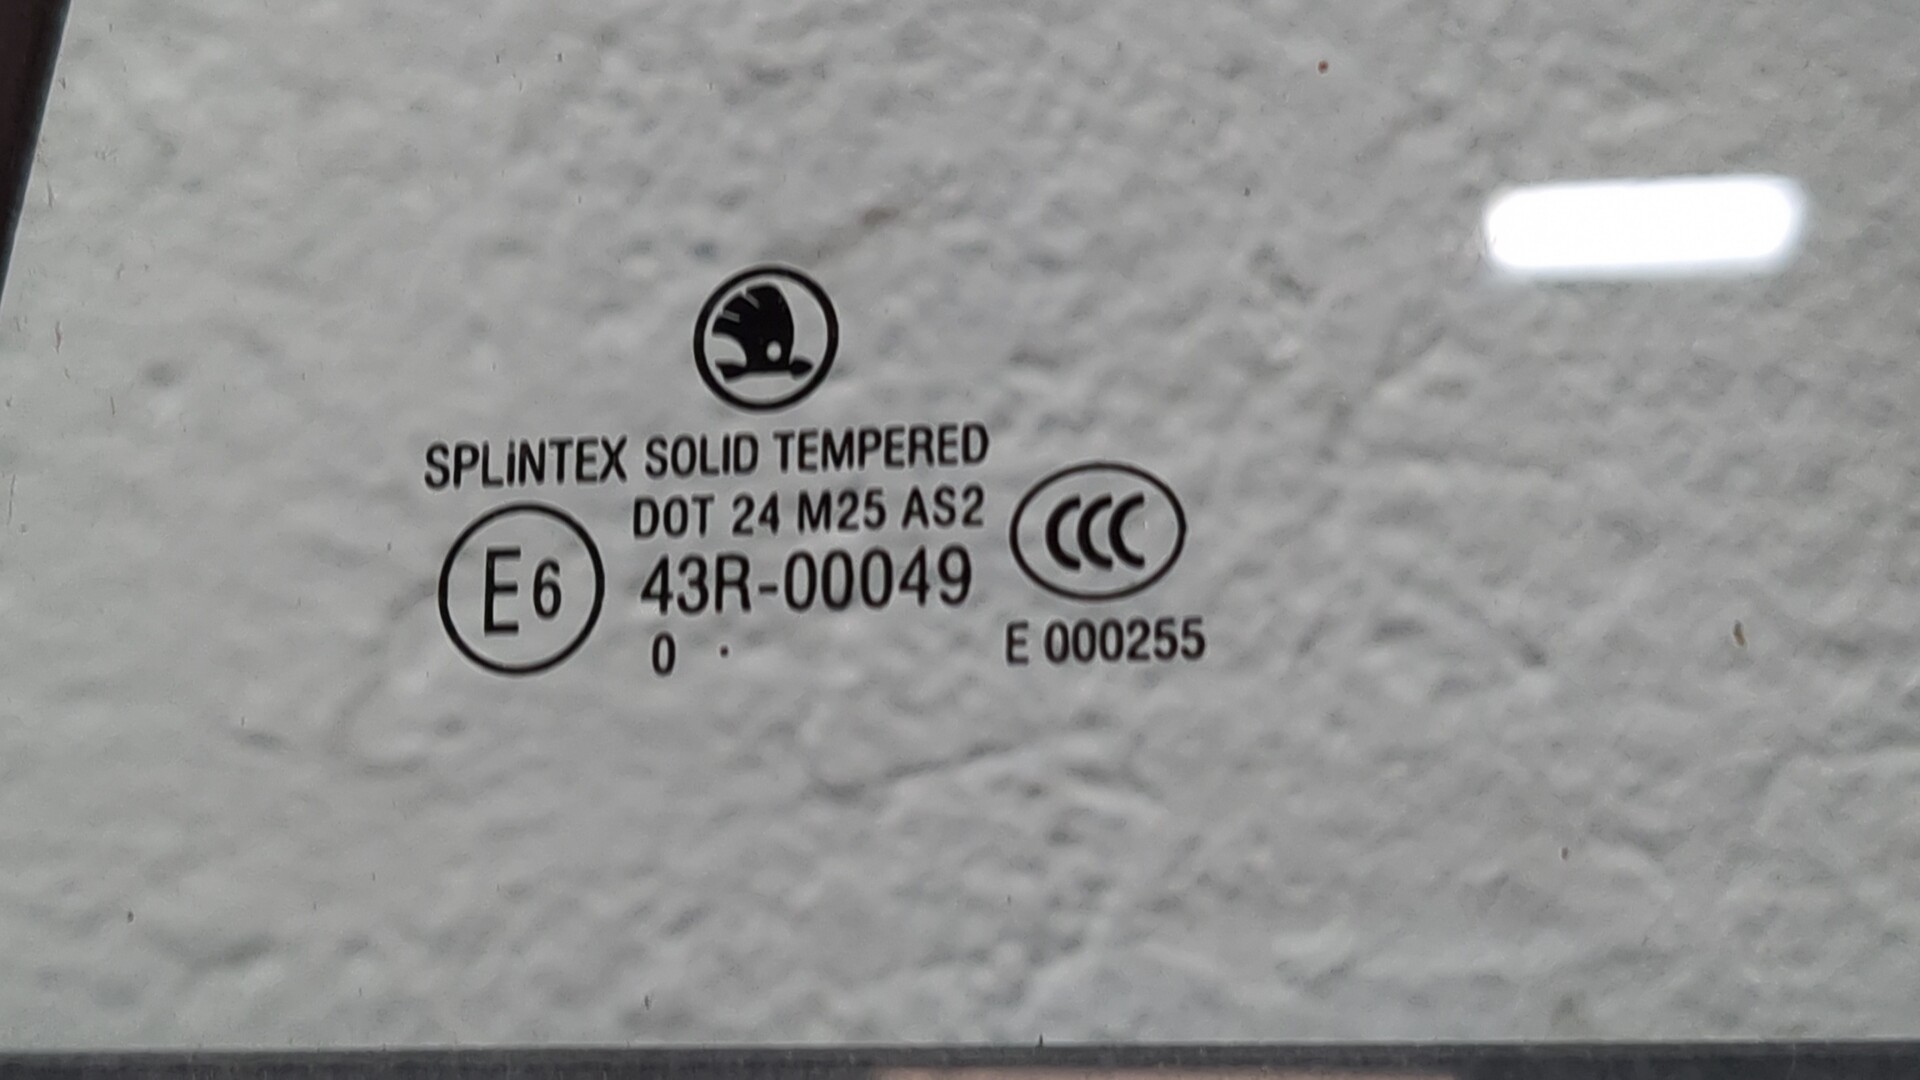 SPLiNTEX SOLID TEMPERED
DOT 24 M25 AS2
E6 43R-00049
CCC
0 ·
E 000255